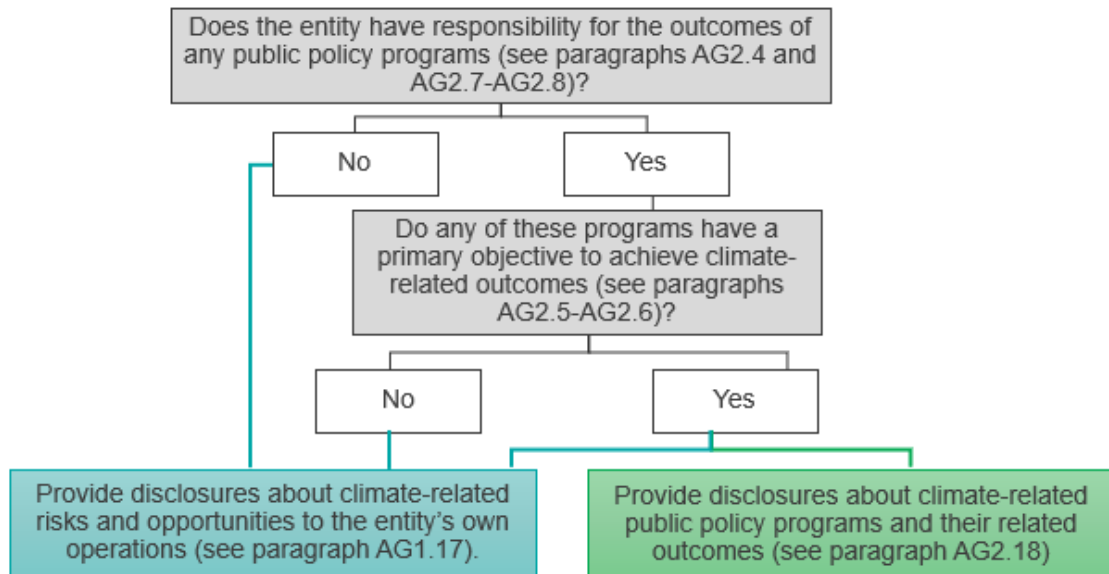 Does the entity have responsibility for the outcomes of
any public policy programs (see paragraphs AG2.4 and
AG2.7-AG2.8)?
No
Yes
Do any of these programs have a
primary objective to achieve climate-
related outcomes (see paragraphs
AG2.5-AG2.6)?
No
Yes
Provide disclosures about climate-related
risks and opportunities to the entity's own
operations (see paragraph AG1.17).
Provide disclosures about climate-related
public policy programs and their related
outcomes (see paragraph AG2.18)